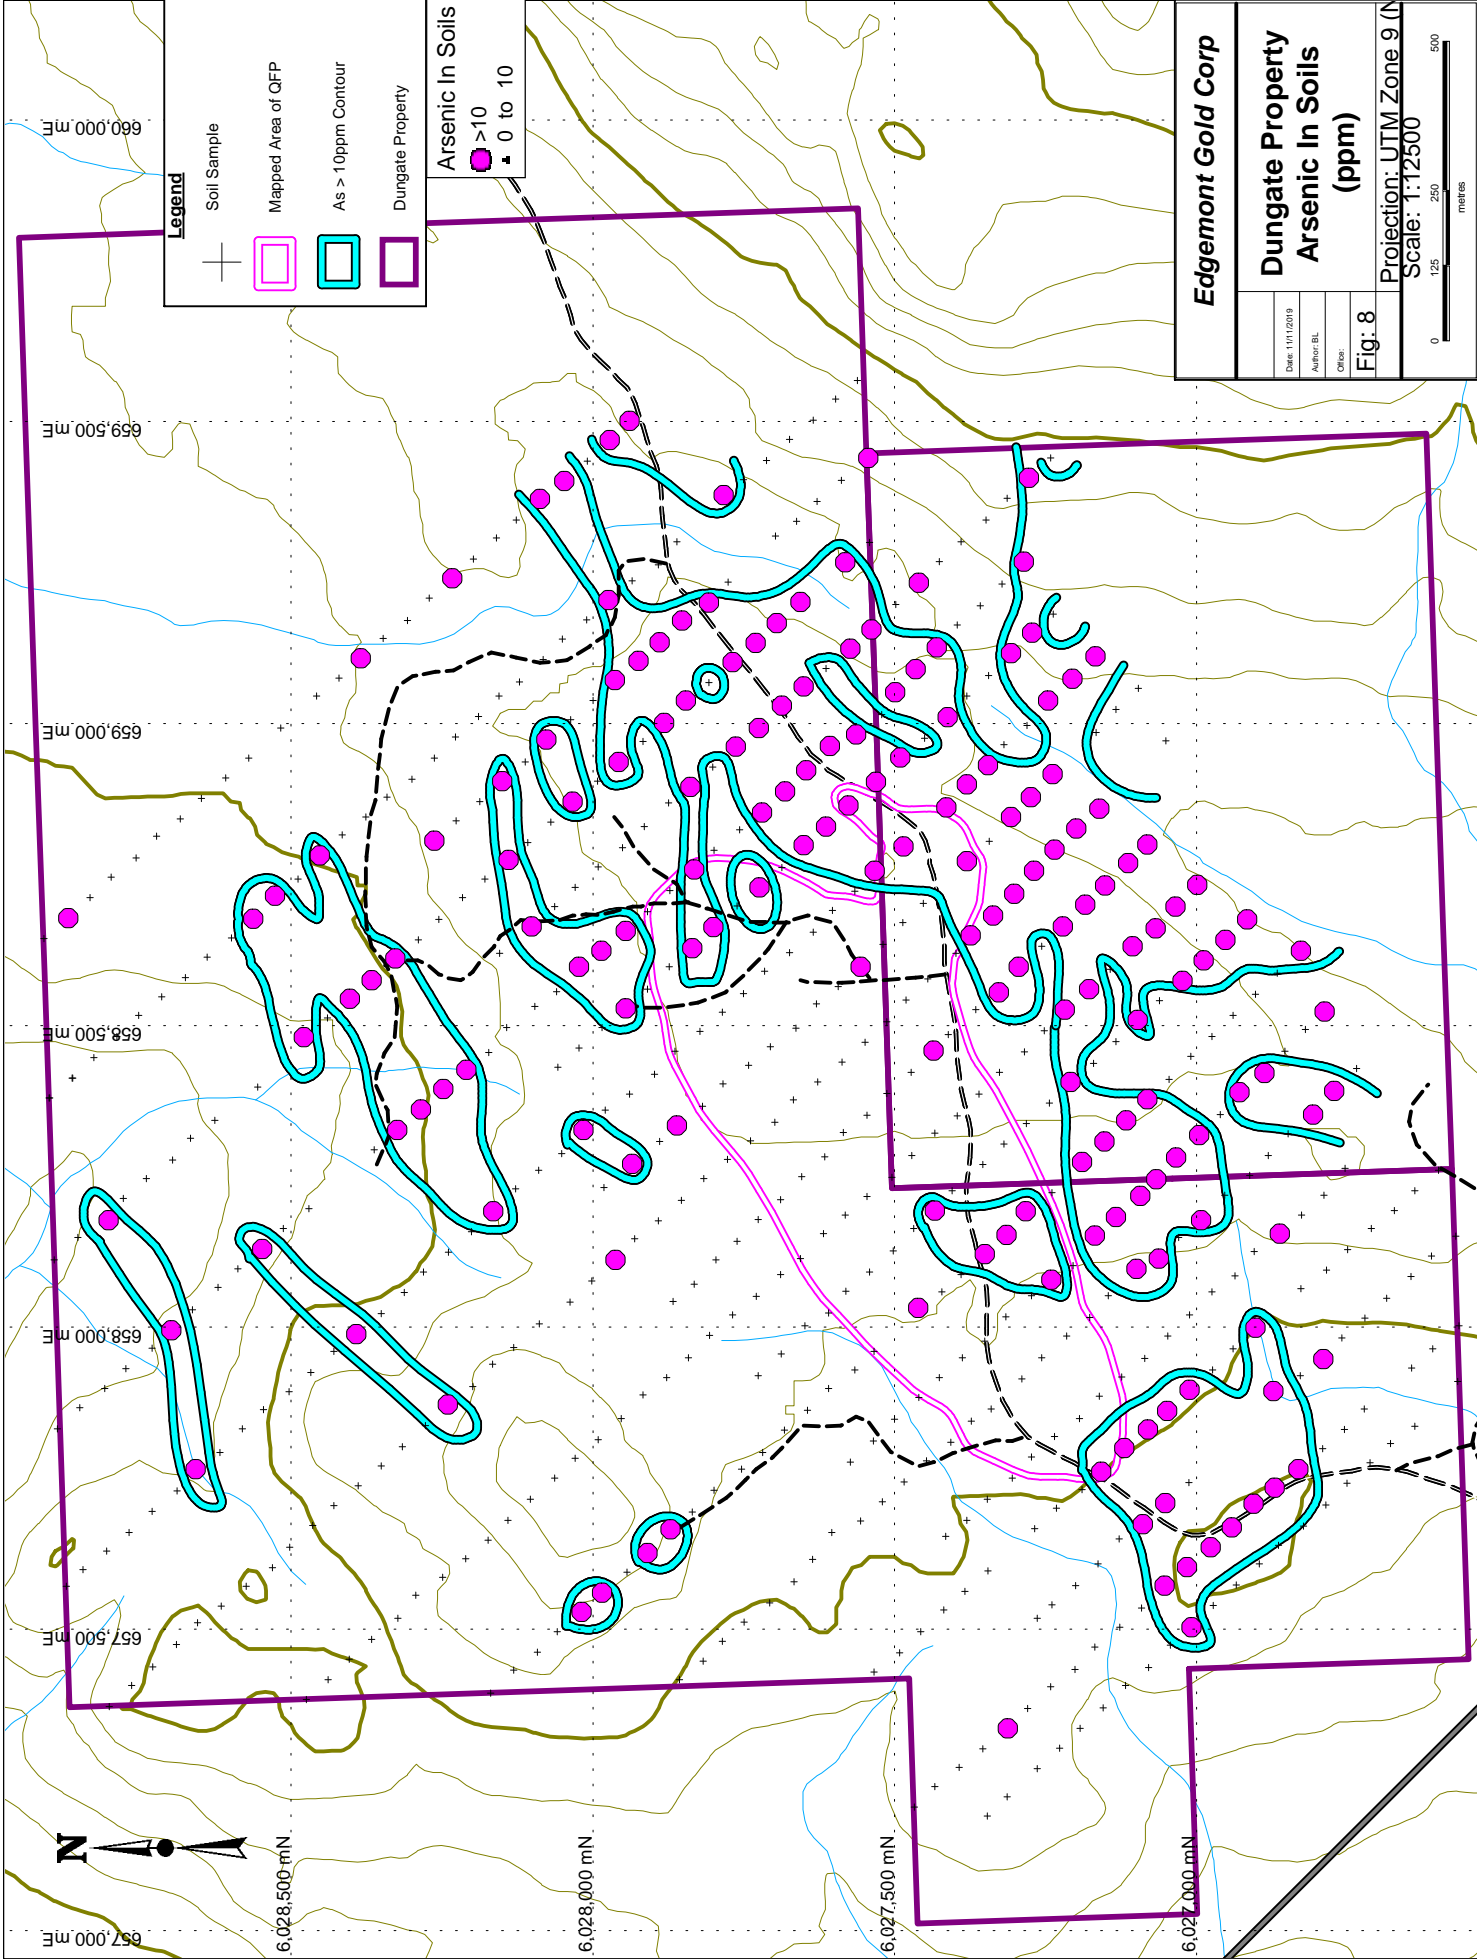 Legend
Soil Sample
Mapped Area of QFP
As > 10ppm Contour
Dungate Property
Arsenic In Soils
>10
0 to 10
660,000 mE
659,500 mE
659,000 mE
658,500 mE
658,000 mE
657,500 mE
657,000 mE
6,028,500 mN
6,028,000 mN
6,027,500 mN
6,027,000 mN
N
Edgemont Gold Corp
Dungate Property
Arsenic In Soils
(ppm)
Date: 11/11/2019
Author: BL
Office:
Fig: 8
Projection: UTM Zone 9 (N
Scale: 1:12500
0 125 250 500
metres